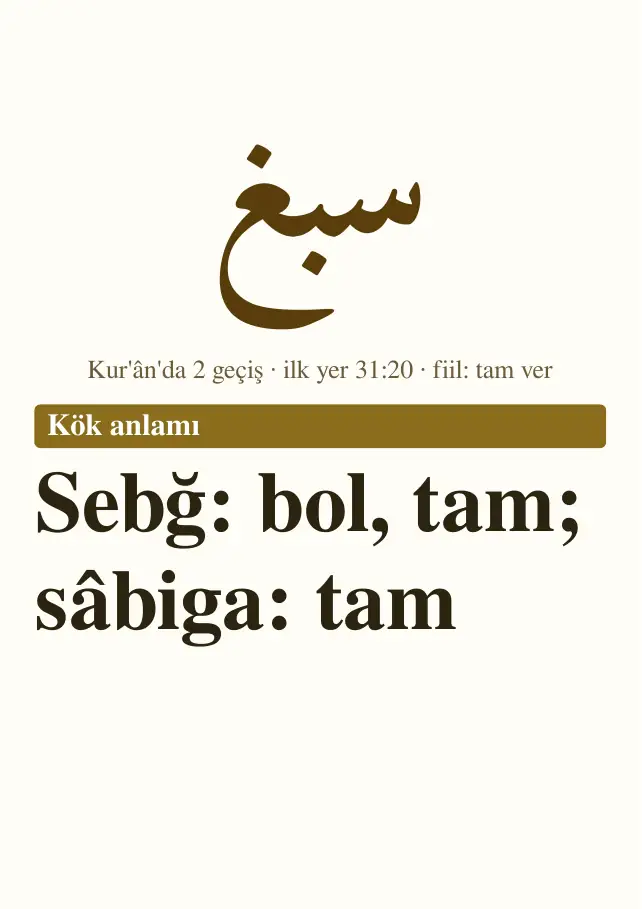 سبغ
Kur'ân'da 2 geçiş · ilk yer 31:20 · fiil: tam ver
Kök anlamı
Sebğ: bol, tam;
sâbiga: tam